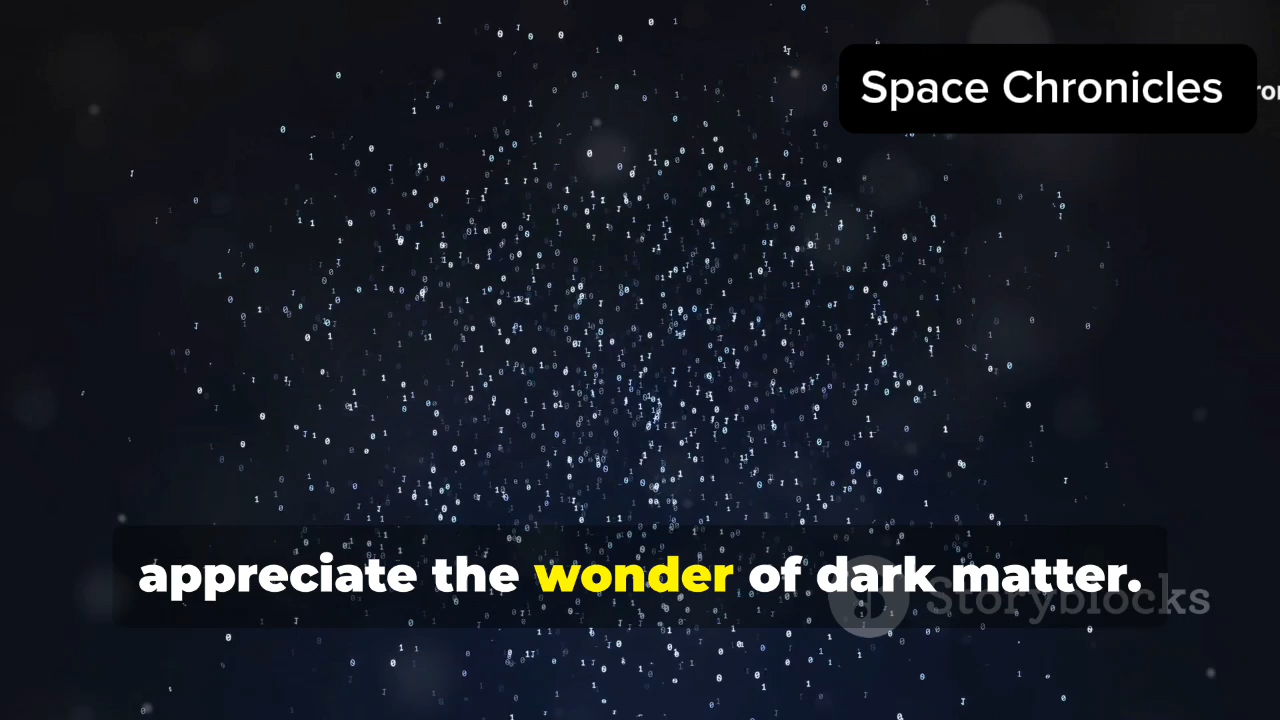 Space Chronicles
appreciate the wonder of dark matter.
Storyblocks